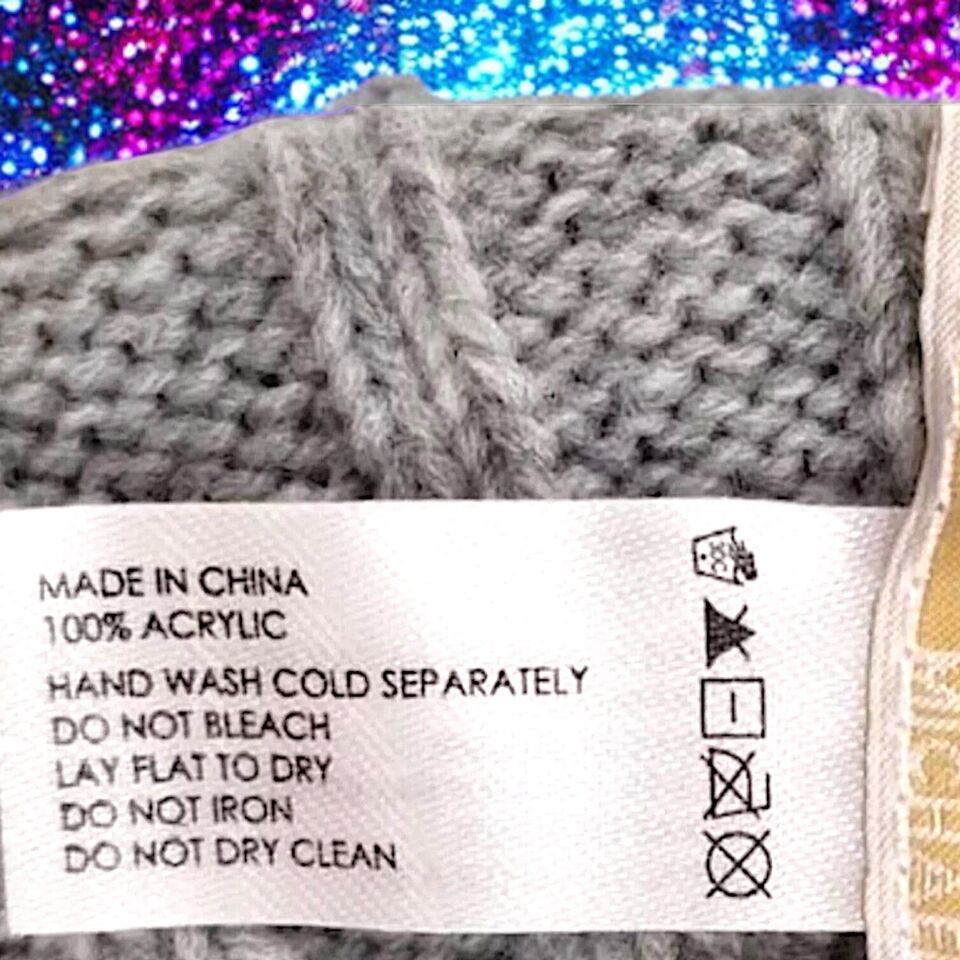 MADE IN CHINA
100% ACRYLIC
HAND WASH COLD SEPARATELY
DO NOT BLEACH
LAY FLAT TO DRY
DO NOT IRON
DO NOT DRY CLEAN